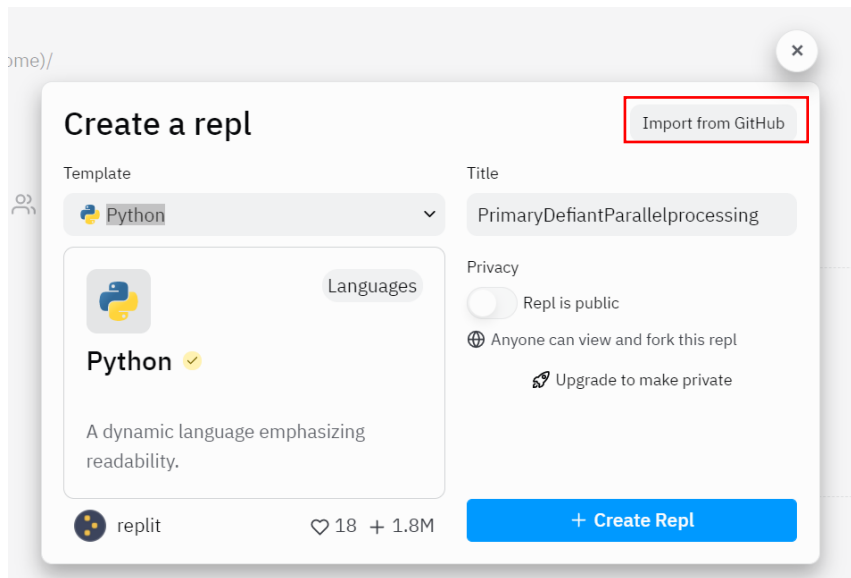 Create a repl
Import from GitHub
Template
Python
Title
PrimaryDefiantParallelprocessing
Languages
Python
A dynamic language emphasizing
readability.
replit
18
1.8M
Privacy
Repl is public
Anyone can view and fork this repl
Upgrade to make private
+ Create Repl